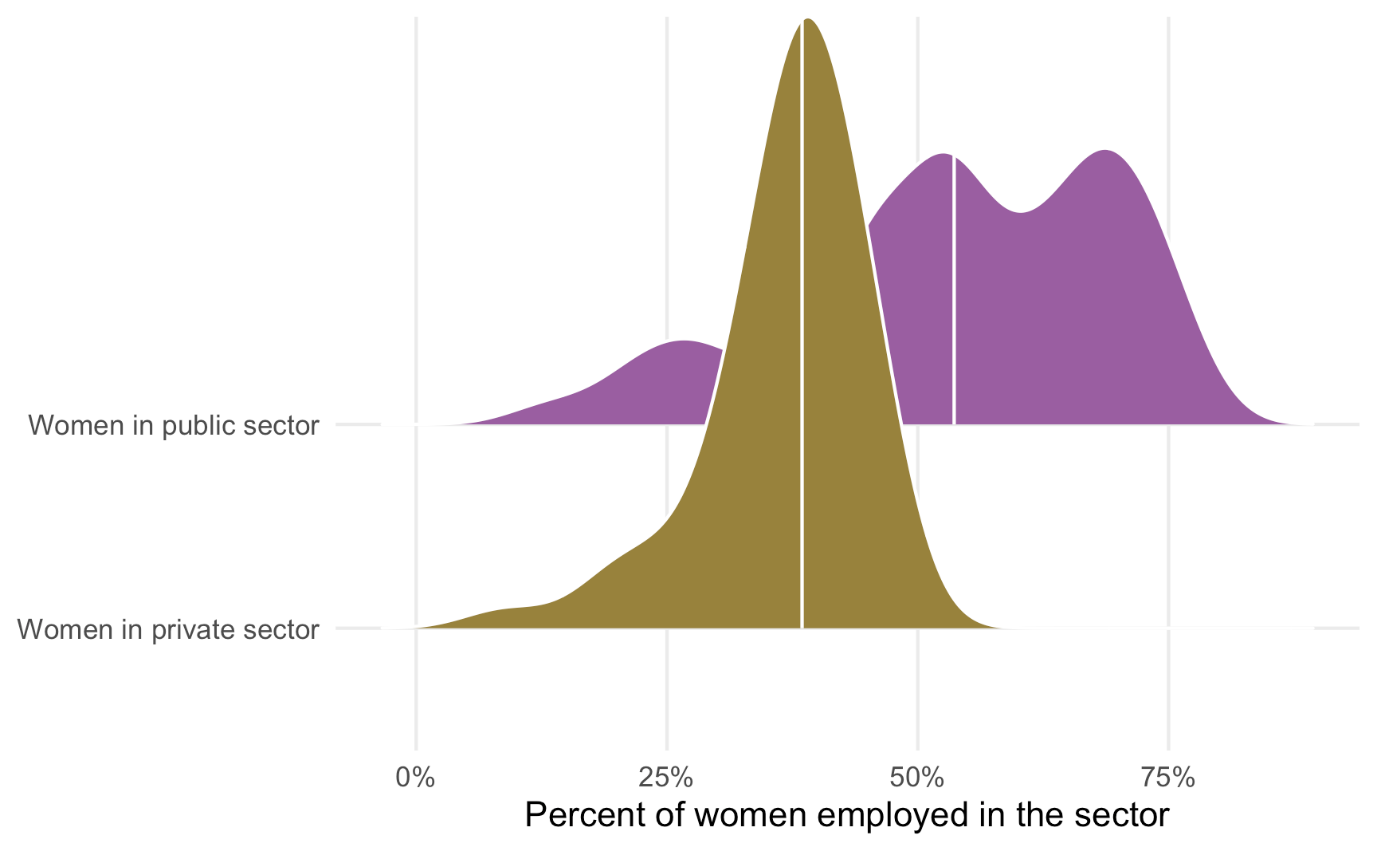 Women in public sector
Women in private sector
0% 25% 50% 75%
Percent of women employed in the sector